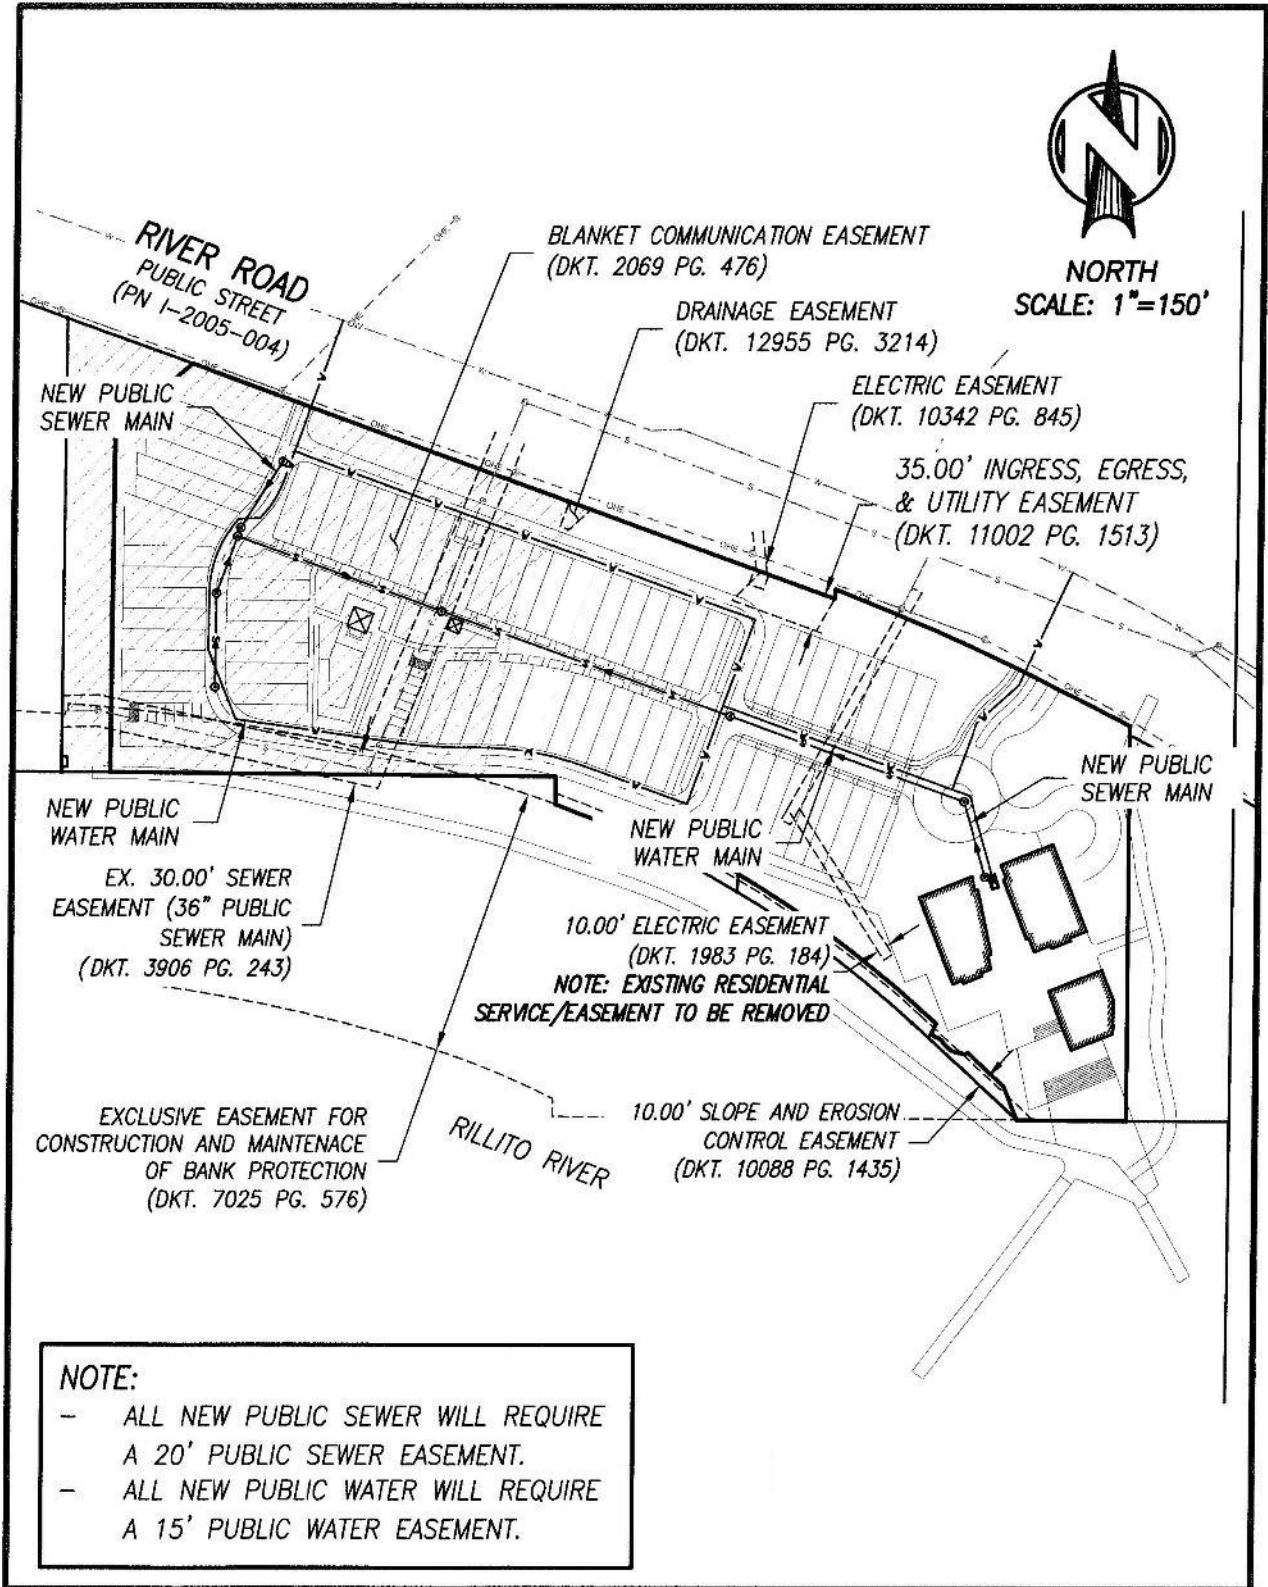 NORTH
SCALE: 1"=150'
RIVER ROAD
PUBLIC STREET
(PN I-2005-004)
BLANKET COMMUNICATION EASEMENT
(DKT. 2069 PG. 476)
DRAINAGE EASEMENT
(DKT. 12955 PG. 3214)
ELECTRIC EASEMENT
(DKT. 10342 PG. 845)
35.00' INGRESS, EGRESS,
& UTILITY EASEMENT
(DKT. 11002 PG. 1513)
NEW PUBLIC
SEWER MAIN
NEW PUBLIC
SEWER MAIN
NEW PUBLIC
WATER MAIN
NEW PUBLIC
WATER MAIN
EX. 30.00' SEWER
EASEMENT (36" PUBLIC
SEWER MAIN)
(DKT. 3906 PG. 243)
10.00' ELECTRIC EASEMENT
(DKT. 1983 PG. 184)
NOTE: EXISTING RESIDENTIAL
SERVICE/EASEMENT TO BE REMOVED
EXCLUSIVE EASEMENT FOR
CONSTRUCTION AND MAINTENACE
OF BANK PROTECTION
(DKT. 7025 PG. 576)
RILLITO RIVER
10.00' SLOPE AND EROSION
CONTROL EASEMENT
(DKT. 10088 PG. 1435)
NOTE:
- ALL NEW PUBLIC SEWER WILL REQUIRE
A 20' PUBLIC SEWER EASEMENT.
- ALL NEW PUBLIC WATER WILL REQUIRE
A 15' PUBLIC WATER EASEMENT.